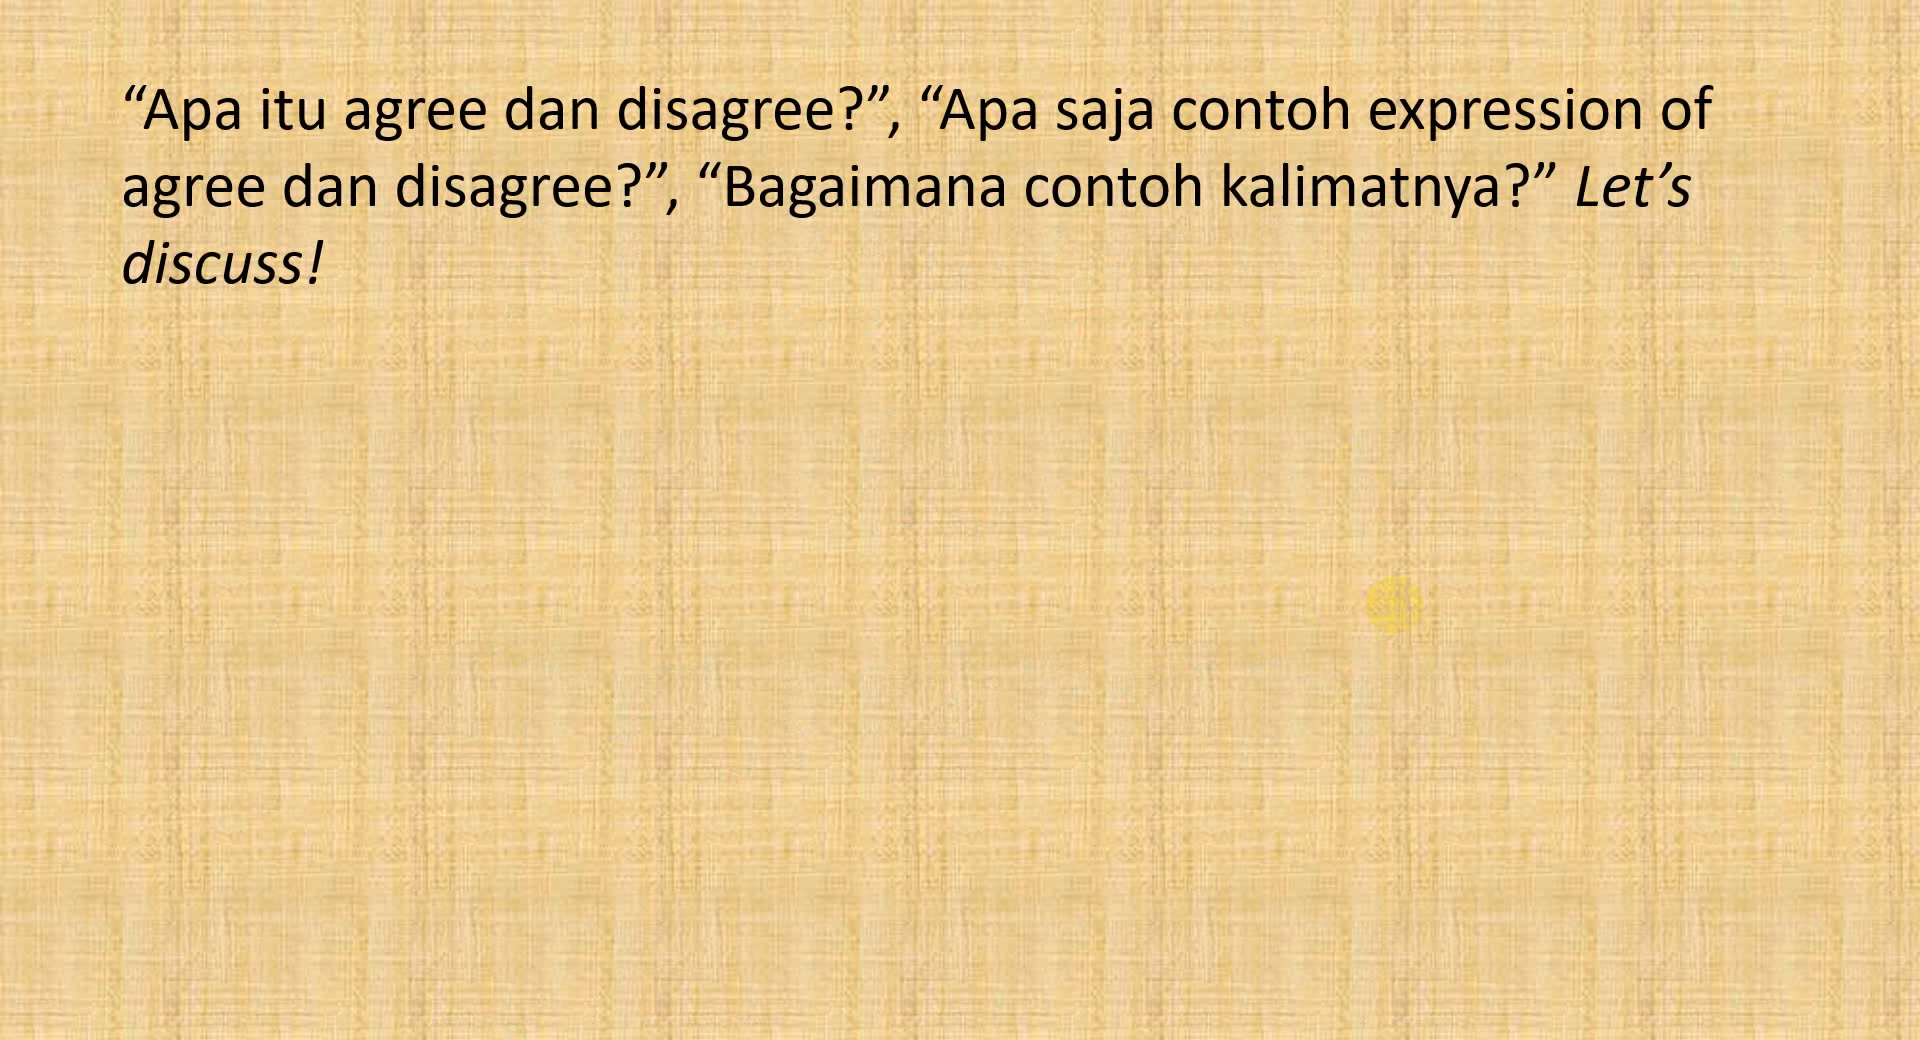 “Apa itu agree dan disagree?”, “Apa saja contoh expression of
agree dan disagree?”, “Bagaimana contoh kalimatnya?” Let’s
discuss!